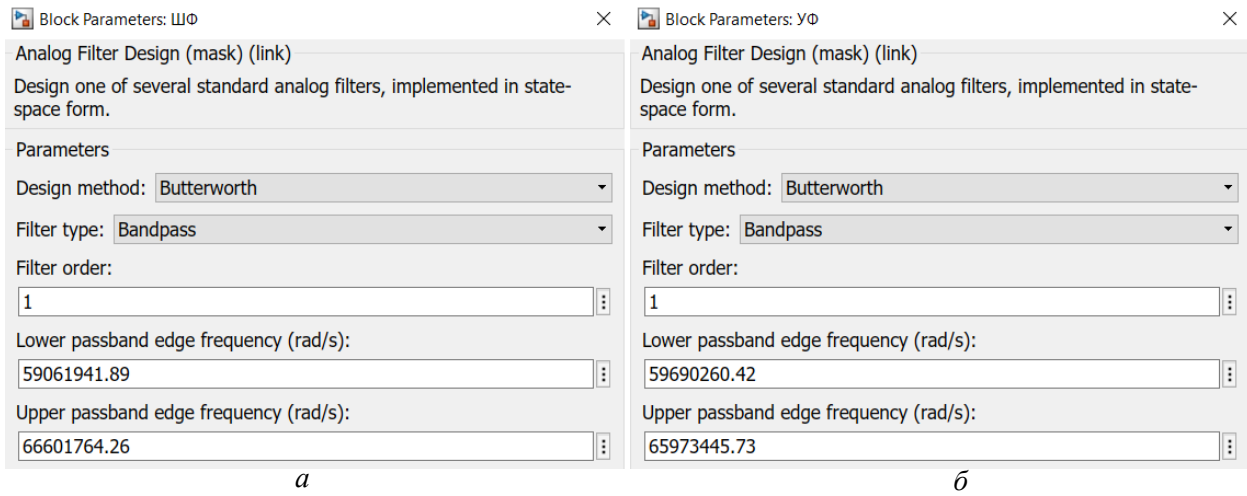 Block Parameters: ШФ
Analog Filter Design (mask) (link)
Design one of several standard analog filters, implemented in state-
space form.
Parameters
Design method: Butterworth
Filter type: Bandpass
Filter order:
1
Lower passband edge frequency (rad/s):
59061941.89
Upper passband edge frequency (rad/s):
66601764.26
а
Block Parameters: УФ
Analog Filter Design (mask) (link)
Design one of several standard analog filters, implemented in state-
space form.
Parameters
Design method: Butterworth
Filter type: Bandpass
Filter order:
1
Lower passband edge frequency (rad/s):
59690260.42
Upper passband edge frequency (rad/s):
65973445.73
б